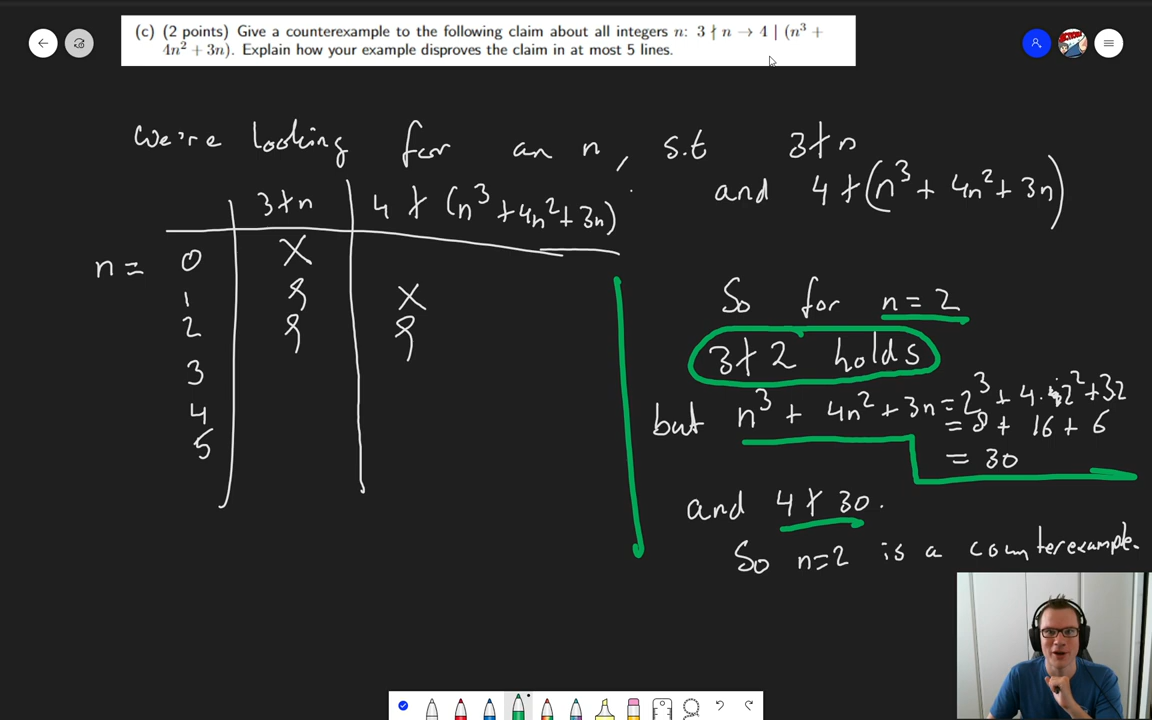 (c) (2 points) Give a counterexample to the following claim about all integers n: 3 ∤ n → 4 | (n³ +
4n² + 3n). Explain how your example disproves the claim in at most 5 lines.
We're looking for an n, s.t 3 ∤ n
and 4 ∤ (n³ + 4n² + 3n)
3 ∤ n
4 ∤ (n³ + 4n² + 3n)
n = 0 X
1 X
2
3
4
5
So for n = 2
3 ∤ 2 holds
but n³ + 4n² + 3n = 2³ + 4·2² + 32
= 8 + 16 + 6
= 30
and 4 ∤ 30.
So n=2 is a counterexample.